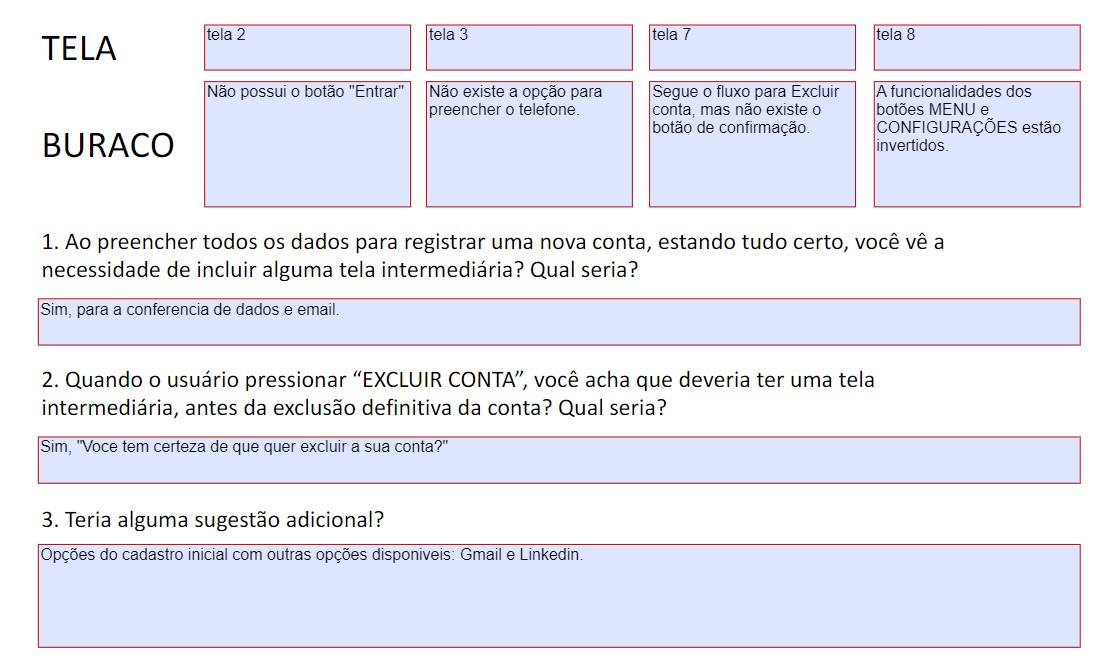 TELA
tela 2
tela 3
tela 7
tela 8
BURACO
Não possui o botão "Entrar"
Não existe a opção para
preencher o telefone.
Segue o fluxo para Excluir
conta, mas não existe o
botão de confirmação.
A funcionalidades dos
botões MENU e
CONFIGURAÇÕES estão
invertidos.
1. Ao preencher todos os dados para registrar uma nova conta, estando tudo certo, você vê a
necessidade de incluir alguma tela intermediária? Qual seria?
Sim, para a conferencia de dados e email.
2. Quando o usuário pressionar “EXCLUIR CONTA”, você acha que deveria ter uma tela
intermediária, antes da exclusão definitiva da conta? Qual seria?
Sim, "Voce tem certeza de que quer excluir a sua conta?"
3. Teria alguma sugestão adicional?
Opções do cadastro inicial com outras opções disponiveis: Gmail e Linkedin.